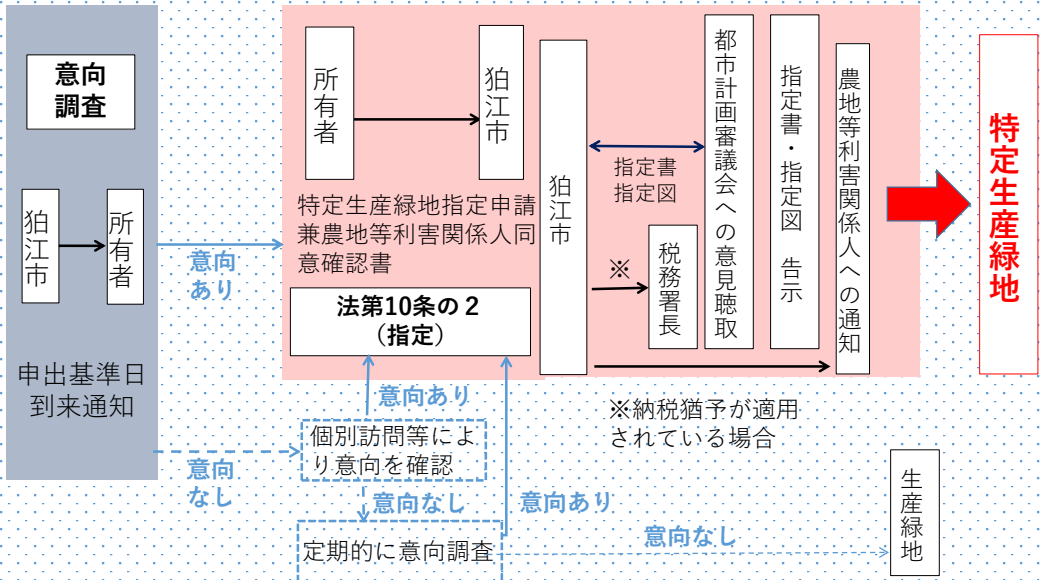 意向
調査
狛江市
所有者
申出基準日
到来通知
意向
あり
意向
なし
所有者
狛江市
特定生産緑地指定申請
兼農地等利害関係人同
意確認書
法第10条の2
（指定）
狛江市
指定書
指定図
※
税務署長
都市計画審議会への意見聴取
指定書・指定図　告示
農地等利害関係人への通知
特定生産緑地
意向あり
個別訪問等によ
り意向を確認
意向なし
意向あり
定期的に意向調査
※納税猶予が適用
されている場合
意向なし
生産緑地